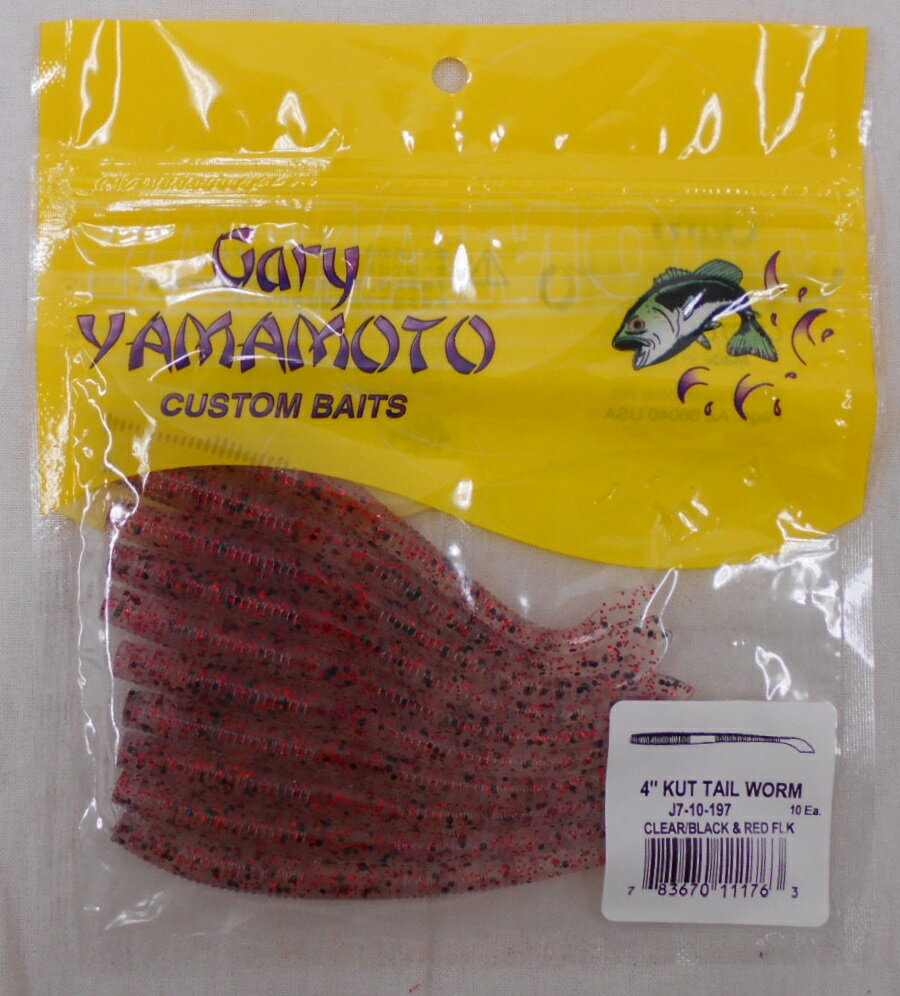 Gary
YAMAMOTO
CUSTOM BAITS
4" KUT TAIL WORM
J7-10-197 10 Ea.
CLEAR/BLACK & RED FLK
7 83670 11176 3